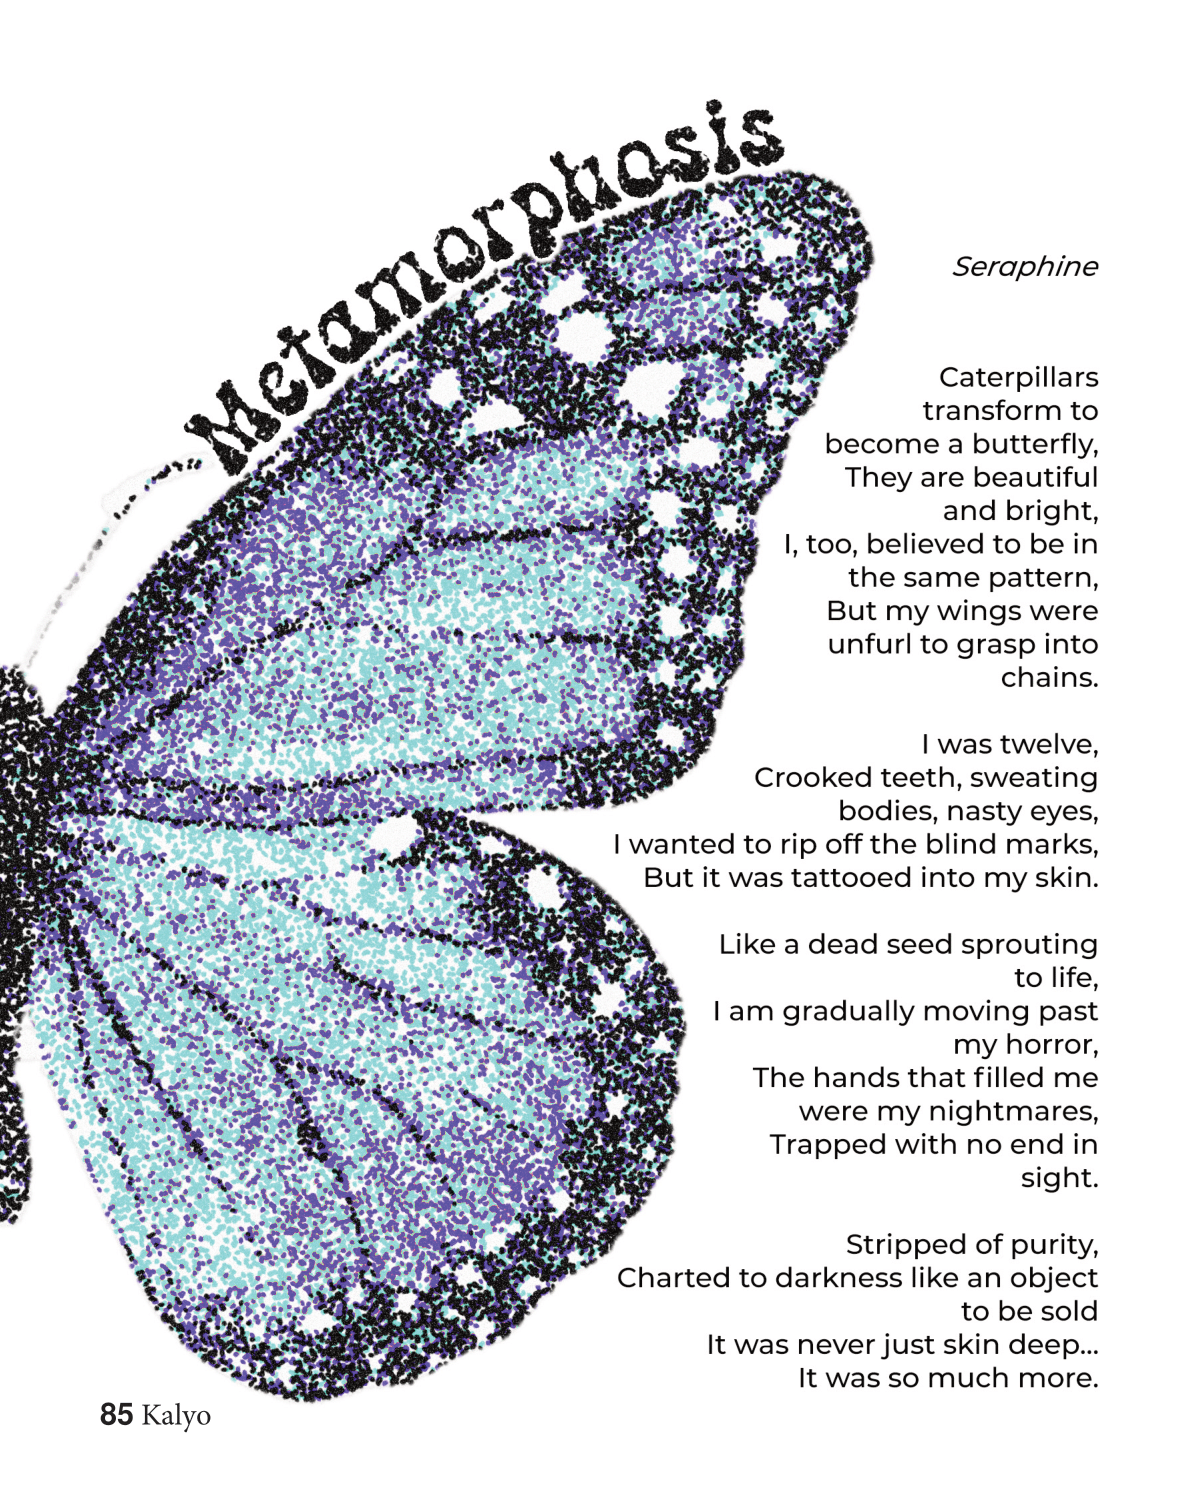 Metamorphosis
Seraphine
Caterpillars
transform to
become a butterfly,
They are beautiful
and bright,
I, too, believed to be in
the same pattern,
But my wings were
unfurl to grasp into
chains.
I was twelve,
Crooked teeth, sweating
bodies, nasty eyes,
I wanted to rip off the blind marks,
But it was tattooed into my skin.
Like a dead seed sprouting
to life,
I am gradually moving past
my horror,
The hands that filled me
were my nightmares,
Trapped with no end in
sight.
Stripped of purity,
Charted to darkness like an object
to be sold
It was never just skin deep...
It was so much more.
85 Kalyo